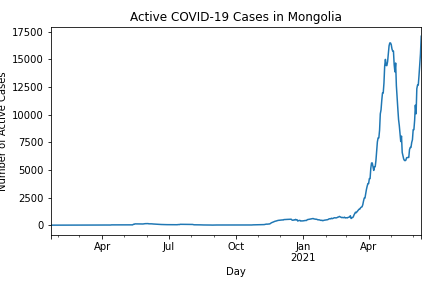 Active COVID-19 Cases in Mongolia
17500
15000
12500
10000
7500
5000
2500
0
Number of Active Cases
Apr
Jul
Oct
Jan
2021
Apr
Day